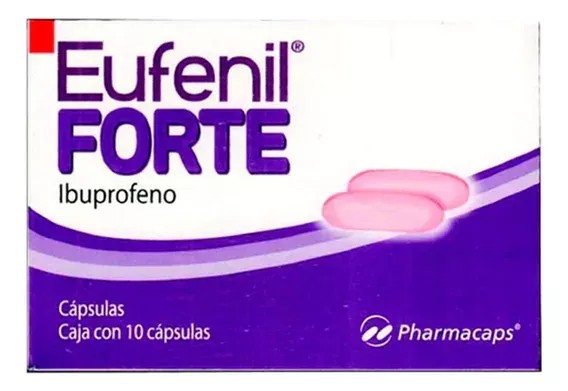 Eufenil®
FORTE
Ibuprofeno
Cápsulas
Caja con 10 cápsulas
Pharmacaps®